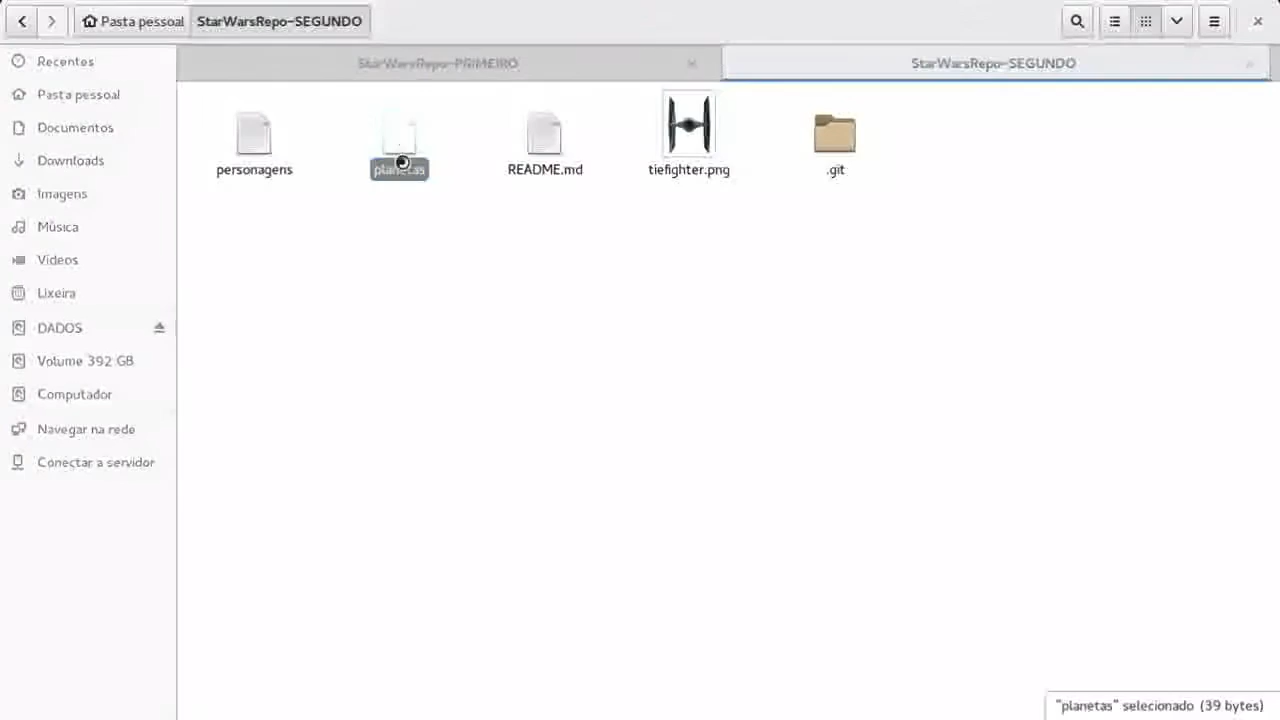 Pasta pessoal StarWarsRepo-SEGUNDO
Recentes
Pasta pessoal
Documentos
Downloads
Imagens
Música
Vídeos
Lixeira
DADOS
Volume 392 GB
Computador
Navegar na rede
Conectar a servidor
StarWarsRepo-PRIMEIRO
StarWarsRepo-SEGUNDO
personagens
planetas
README.md
tiefighter.png
.git
"planetas" selecionado (39 bytes)